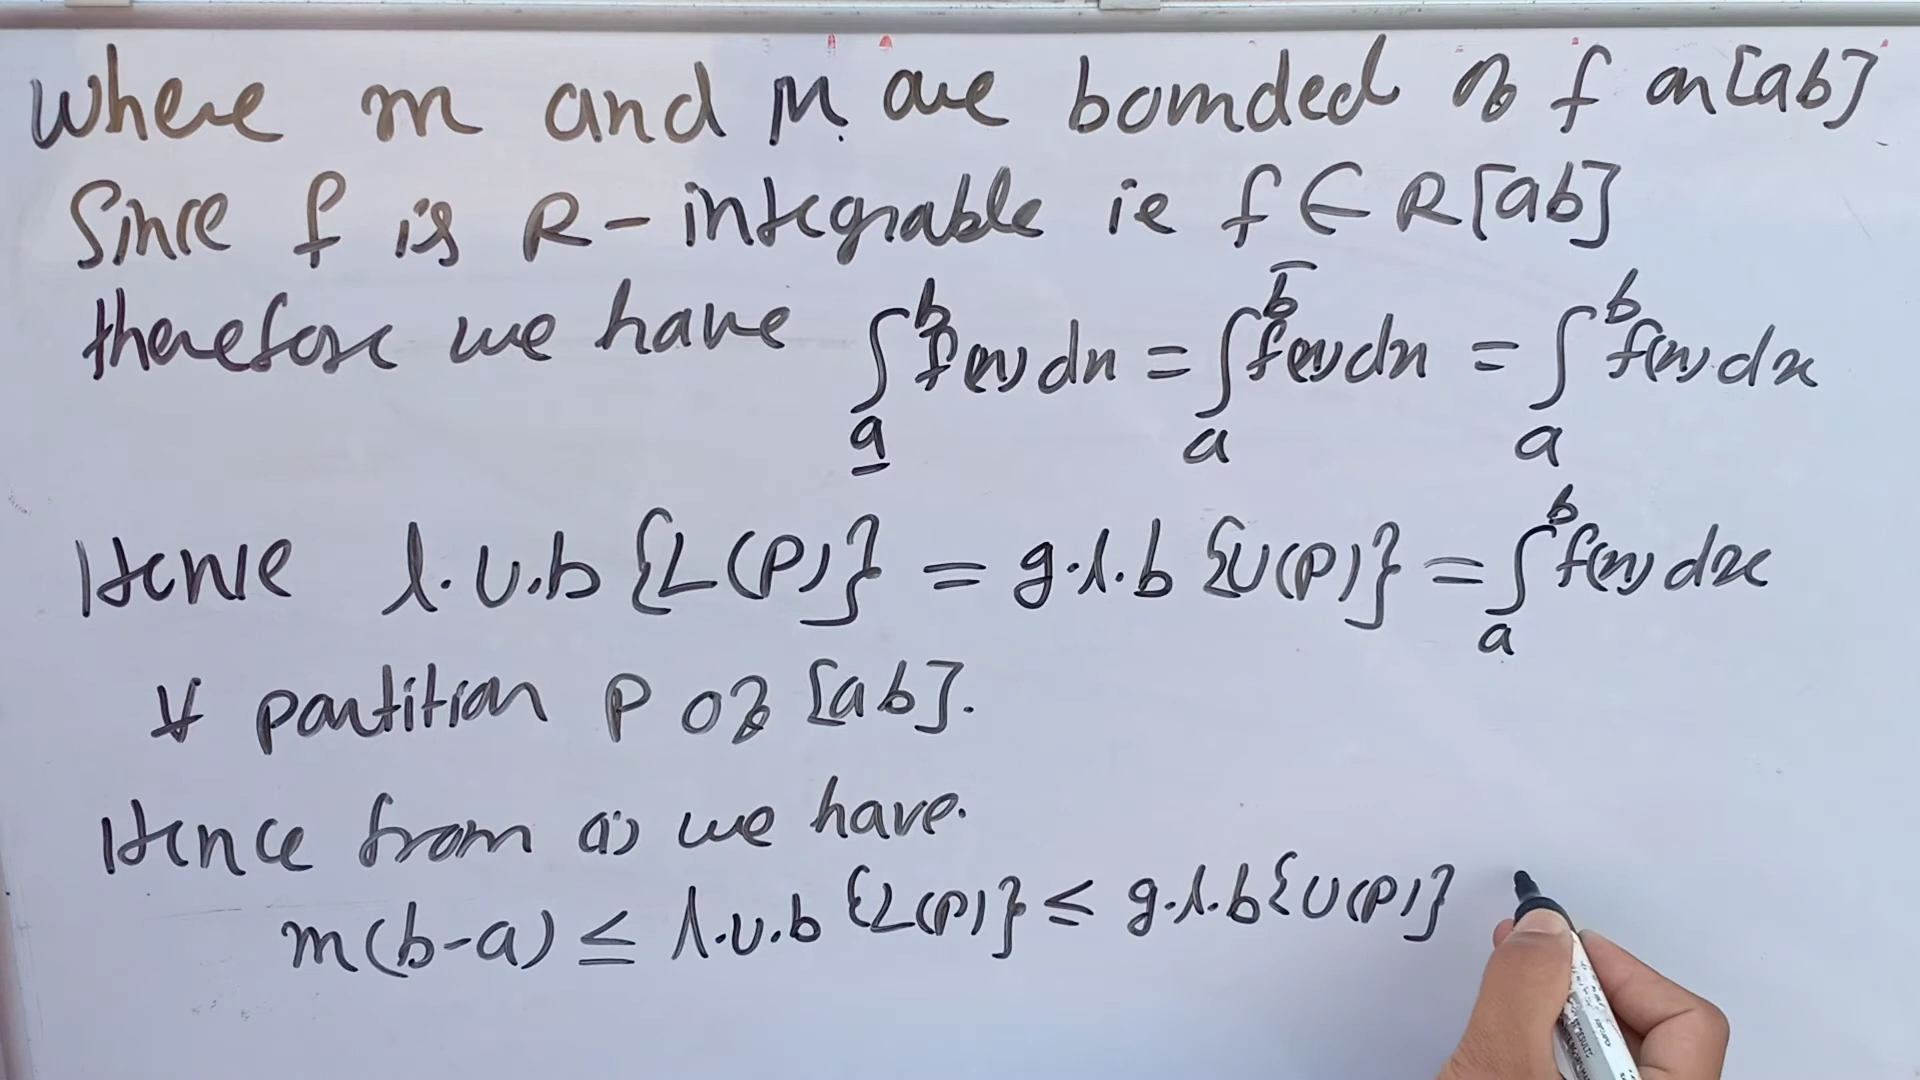 where m and M are bounded of f on [ab]
Since f is R-integrable ie f ∈ R[ab]
therefore we have ∫_a̲^b f(x) dx = ∫_a^b̅ f(x) dx = ∫_a^b f(x) dx
Hence l.u.b {L(P)} = g.l.b {U(P)} = ∫_a^b f(x) dx
∀ partition P of [ab].
Hence from (i) we have.
m(b-a) ≤ l.u.b {L(P)} ≤ g.l.b {U(P)}